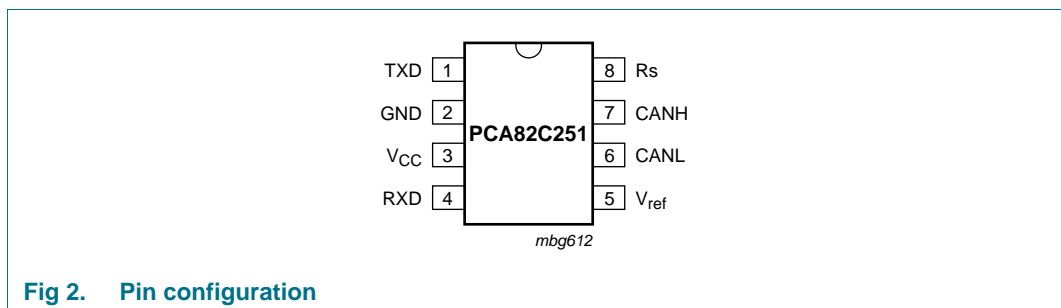 TXD 1 8 Rs
GND 2 7 CANH
PCA82C251
VCC 3 6 CANL
RXD 4 5 Vref
mbg612
Fig 2. Pin configuration